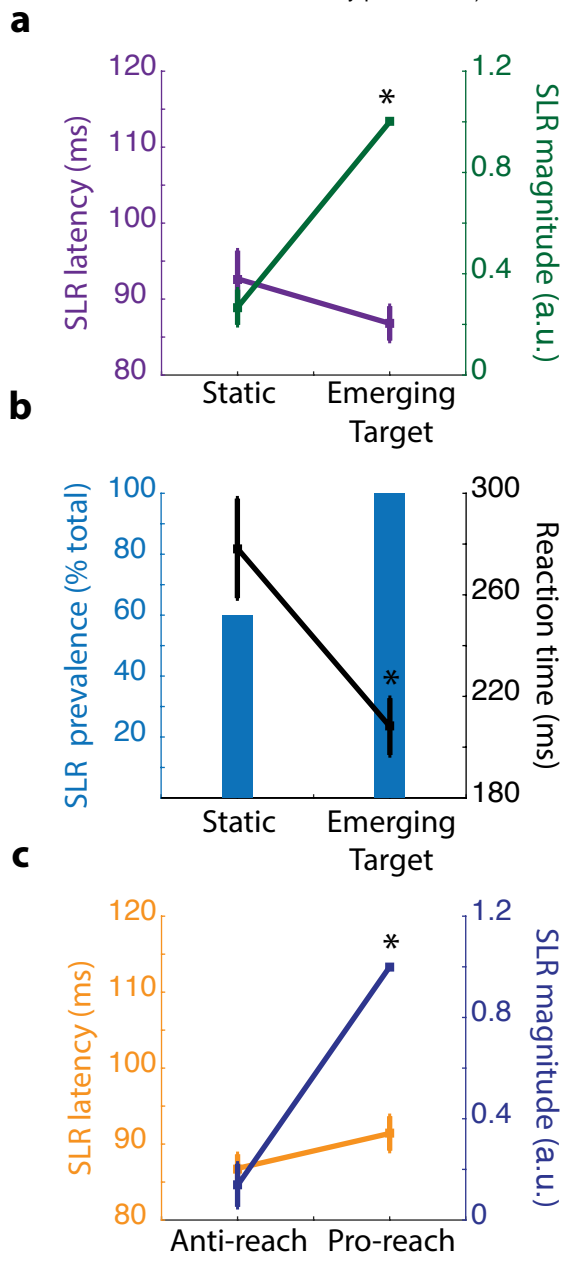 a
120
110
100
90
80
SLR latency (ms)
*
1.2
0.8
0.4
0
SLR magnitude (a.u.)
Static
Emerging
Target
b
100
80
60
40
20
SLR prevalence (% total)
*
300
260
220
180
Reaction time (ms)
Static
Emerging
Target
c
120
110
100
90
80
SLR latency (ms)
*
1.2
0.8
0.4
0
SLR magnitude (a.u.)
Anti-reach
Pro-reach